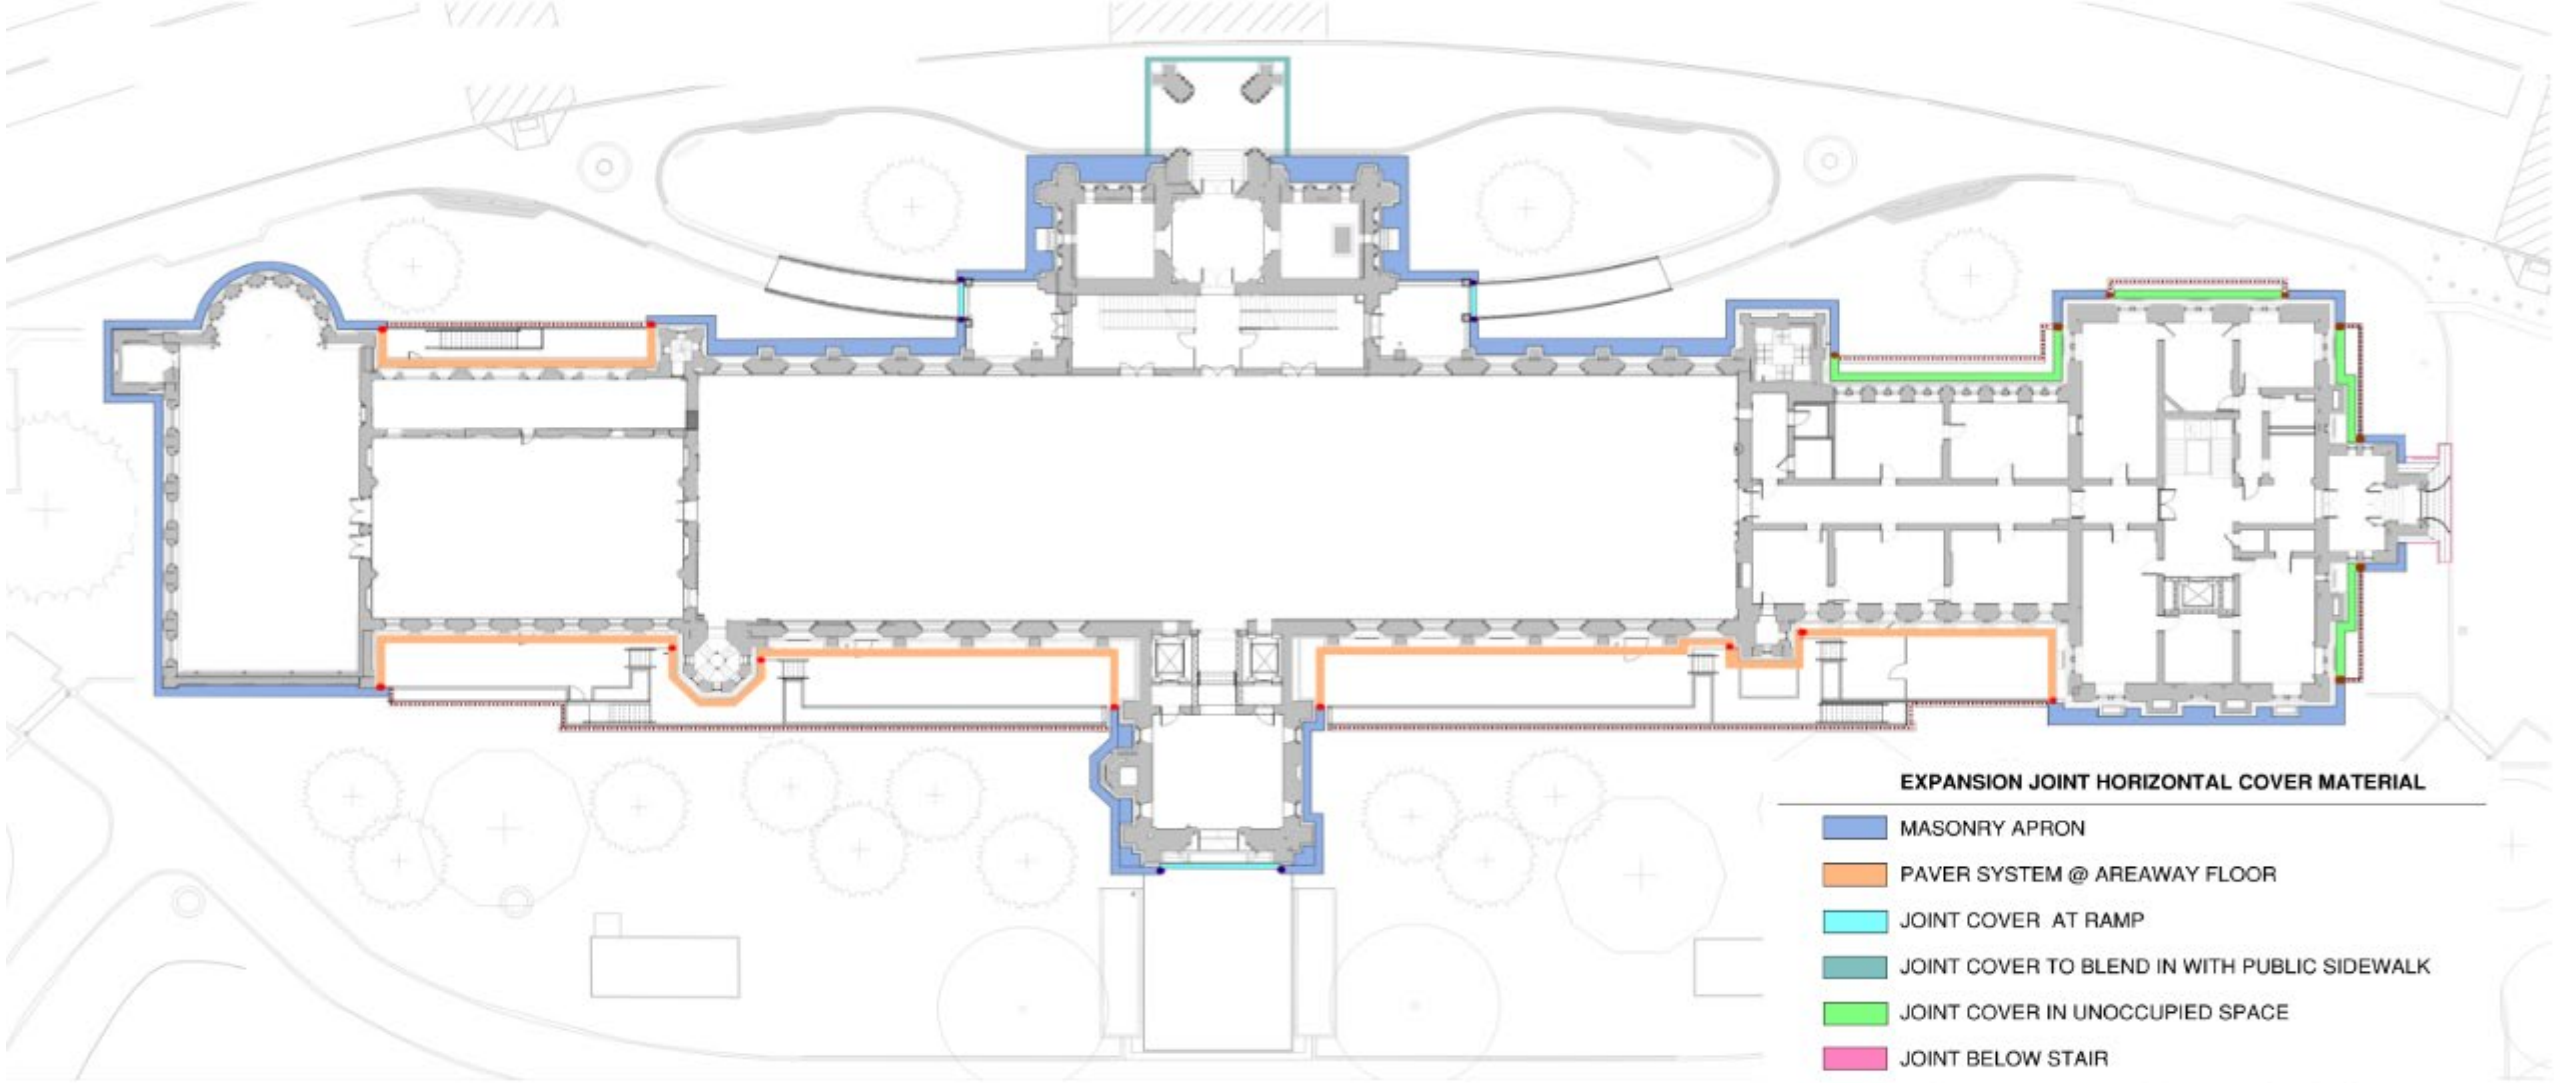 EXPANSION JOINT HORIZONTAL COVER MATERIAL
MASONRY APRON
PAVER SYSTEM @ AREAWAY FLOOR
JOINT COVER AT RAMP
JOINT COVER TO BLEND IN WITH PUBLIC SIDEWALK
JOINT COVER IN UNOCCUPIED SPACE
JOINT BELOW STAIR